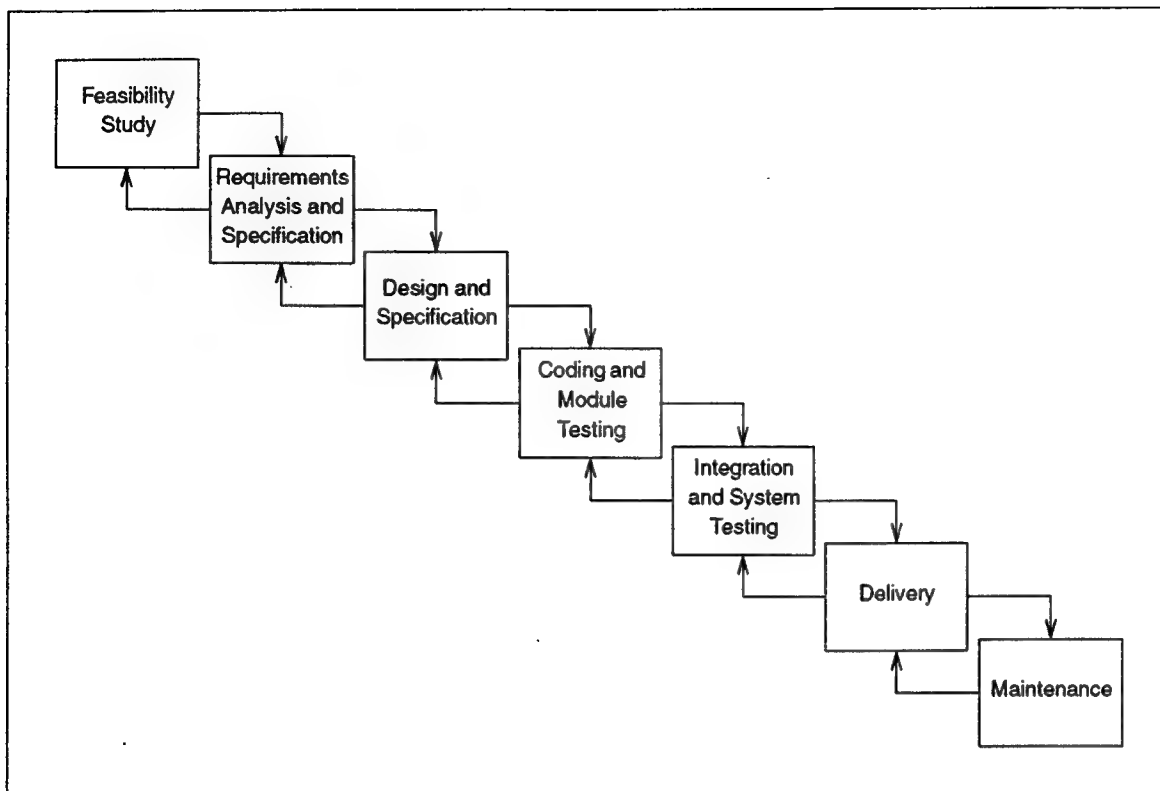 Feasibility
Study
Requirements
Analysis and
Specification
Design and
Specification
Coding and
Module
Testing
Integration
and System
Testing
Delivery
Maintenance